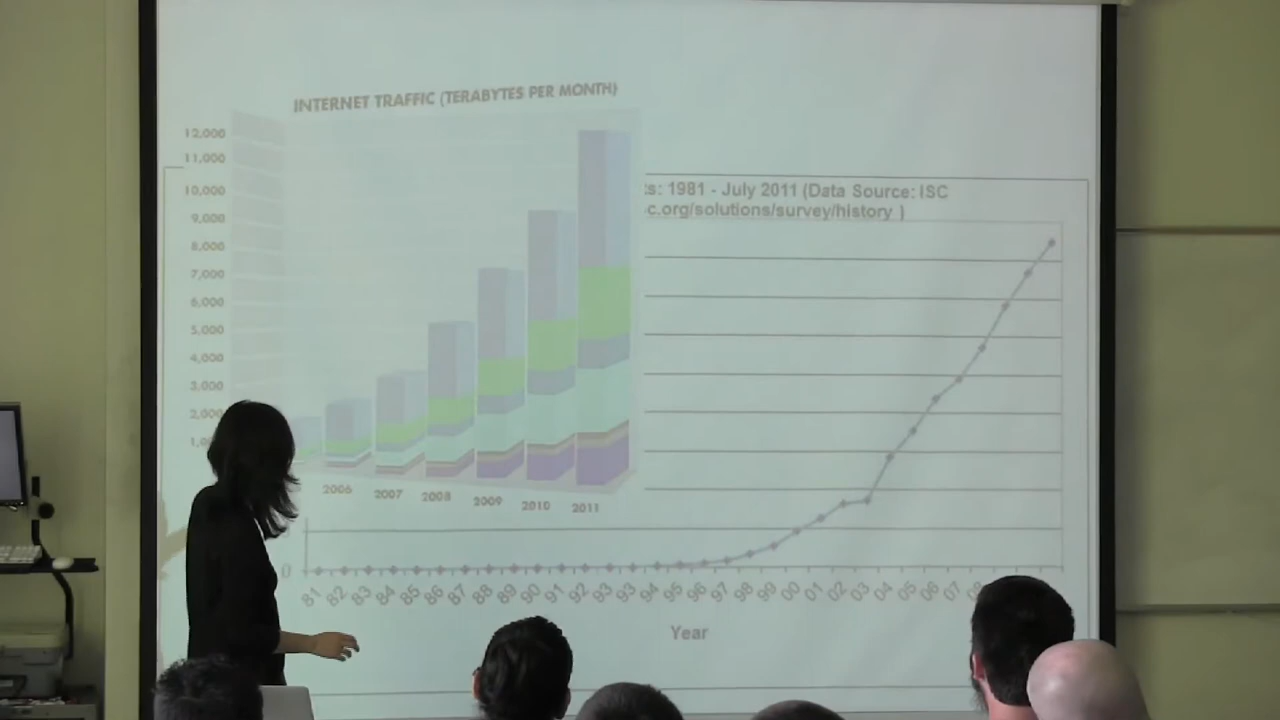 INTERNET TRAFFIC (TERABYTES PER MONTH)
12,000
11,000
10,000
9,000
8,000
7,000
6,000
5,000
4,000
3,000
2,000
2006 2007 2008 2009 2010 2011
s: 1981 - July 2011 (Data Source: ISC
c.org/solutions/survey/history )
0
81 82 83 84 85 86 87 88 89 90 91 92 93 93 94 95 96 97 98 99 00 01 02 03 04 05 06 07
Year